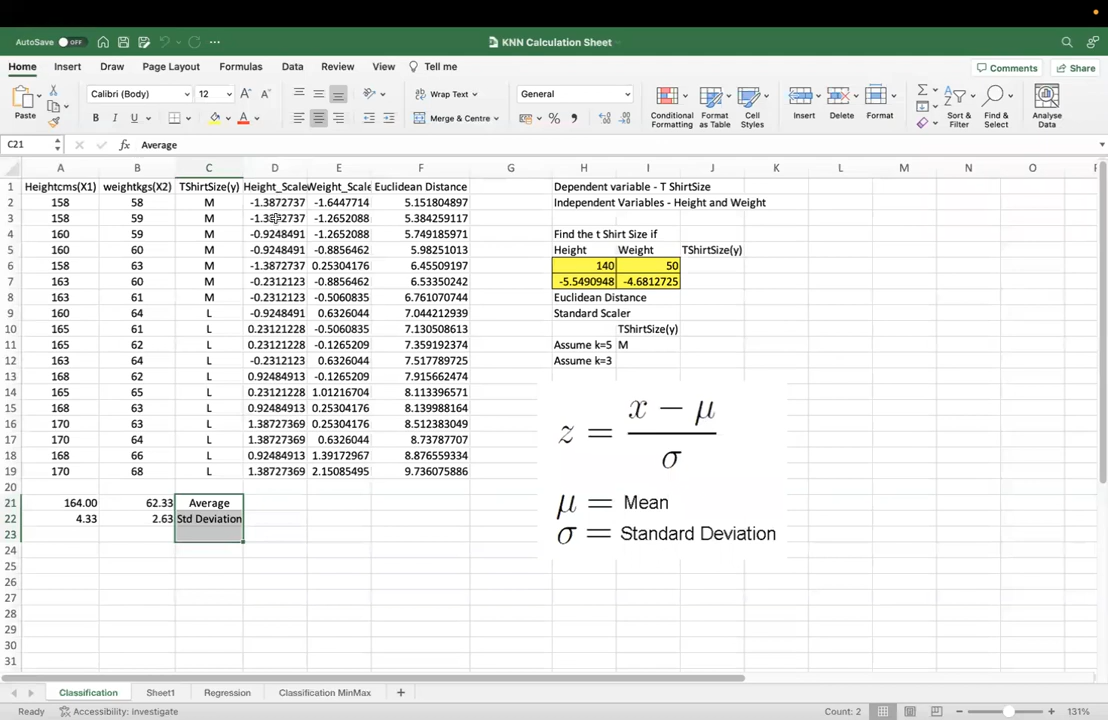 AutoSave OFF KNN Calculation Sheet
Home Insert Draw Page Layout Formulas Data Review View Tell me Comments Share
Paste Calibri (Body) 12 Wrap Text General Conditional Formatting Format as Table Cell Styles Insert Delete Format Sort & Filter Find & Select Analyse Data
B I U A Merge & Centre
C21 fx Average
A B C D E F G H I J K L M N O
1 Heightcms(X1) weightkgs(X2) TShirtSize(y) Height_Scale Weight_Scale Euclidean Distance Dependent variable - T ShirtSize
2 158 58 M -1.3872737 -1.6447714 5.151804897 Independent Variables - Height and Weight
3 158 59 M -1.3872737 -1.2652088 5.384259117
4 160 59 M -0.9248491 -1.2652088 5.749185971 Find the t Shirt Size if
5 160 60 M -0.9248491 -0.8856462 5.98251013 Height Weight TShirtSize(y)
6 158 63 M -1.3872737 0.25304176 6.45509197 140 50
7 163 60 M -0.2312123 -0.8856462 6.53350242 -5.5490948 -4.6812725
8 163 61 M -0.2312123 -0.5060835 6.761070744 Euclidean Distance
9 160 64 L -0.9248491 0.6326044 7.044212939 Standard Scaler
10 165 61 L 0.23121228 -0.5060835 7.130508613 TShirtSize(y)
11 165 62 L 0.23121228 -0.1265209 7.359192374 Assume k=5 M
12 163 64 L -0.2312123 0.6326044 7.517789725 Assume k=3
13 168 62 L 0.92484913 -0.1265209 7.915662474
14 165 65 L 0.23121228 1.01216704 8.113396571
15 168 63 L 0.92484913 0.25304176 8.139988164
16 170 63 L 1.38727369 0.25304176 8.512383049
17 170 64 L 1.38727369 0.6326044 8.73787707
18 168 66 L 0.92484913 1.39172967 8.876559334
19 170 68 L 1.38727369 2.15085495 9.736075886
20
21 164.00 62.33 Average
22 4.33 2.63 Std Deviation
23
24
25
26
27
28
29
30
31
z = x − μ / σ
μ = Mean
σ = Standard Deviation
Classification Sheet1 Regression Classification MinMax +
Ready Accessibility: investigate Count: 2 131%